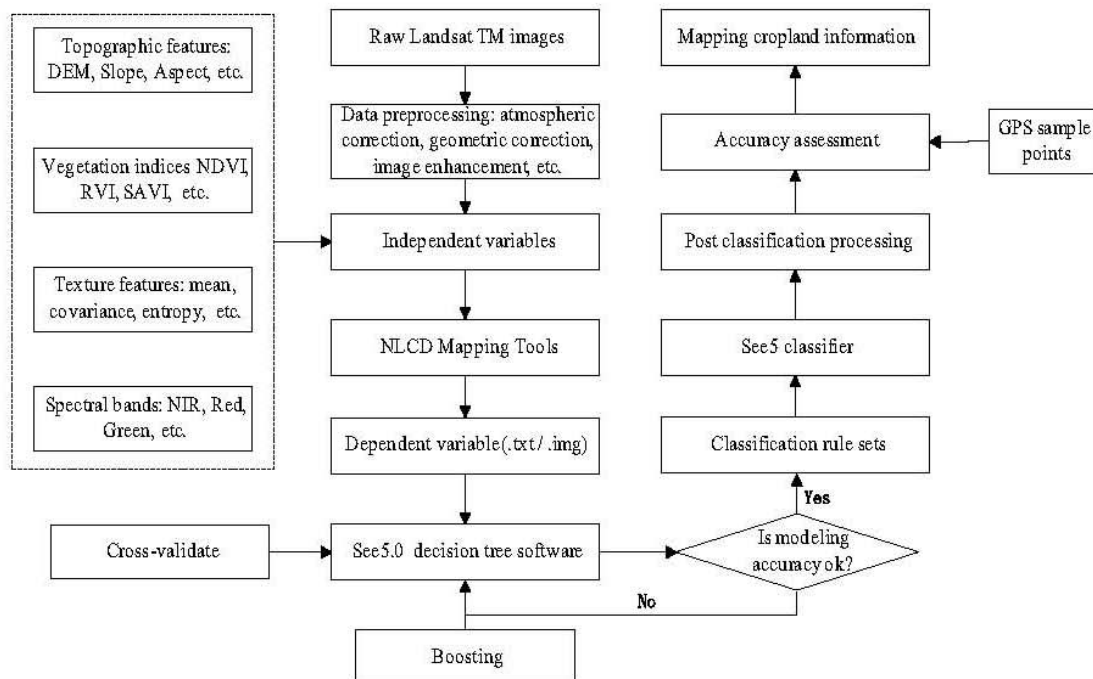 Topographic features:
DEM, Slope, Aspect, etc.
Vegetation indices NDVI,
RVI, SAVI, etc.
Texture features: mean,
covariance, entropy, etc.
Spectral bands: NIR, Red,
Green, etc.
Raw Landsat TM images
Data preprocessing: atmospheric
correction, geometric correction,
image enhancement, etc.
Independent variables
NLCD Mapping Tools
Dependent variable(.txt / .img)
Cross-validate
See5.0 decision tree software
Boosting
Is modeling
accuracy ok?
No
Yes
Classification rule sets
See5 classifier
Post classification processing
Accuracy assessment
GPS sample
points
Mapping cropland information